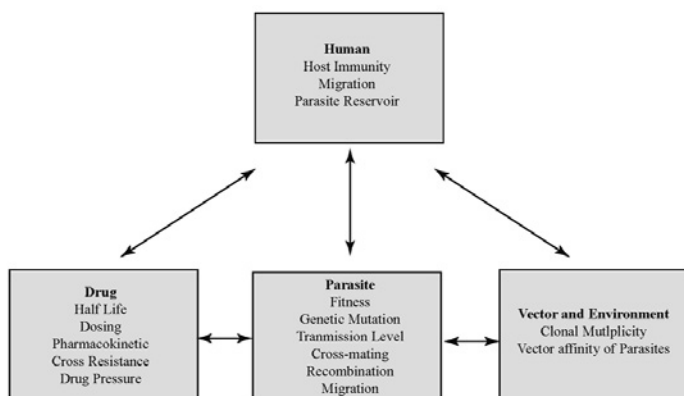 Human
Host Immunity
Migration
Parasite Reservoir
Drug
Half Life
Dosing
Pharmacokinetic
Cross Resistance
Drug Pressure
Parasite
Fitness
Genetic Mutation
Tranmission Level
Cross-mating
Recombination
Migration
Vector and Environment
Clonal Mutlplicity
Vector affinity of Parasites